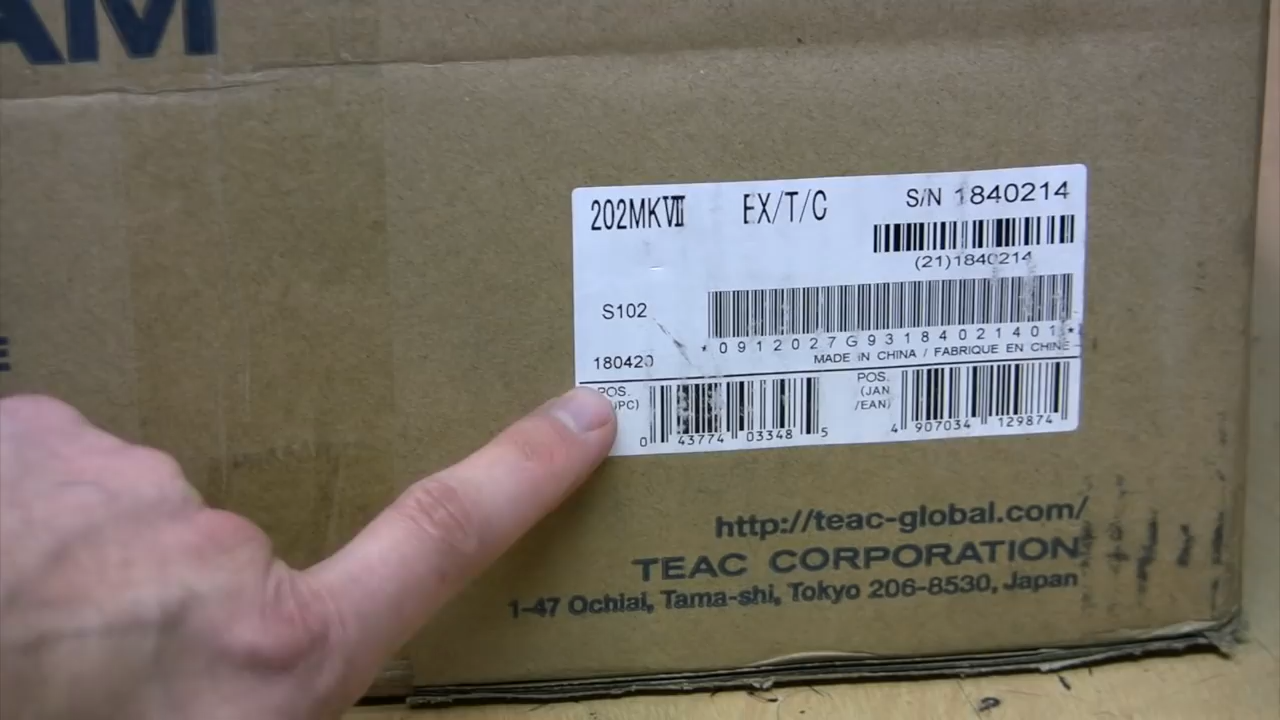 AM
202MKVII EX/T/C S/N 1840214
(21)1840214
S102
*0912027G93184021401*
180420
MADE IN CHINA / FABRIQUE EN CHINE
POS. POS.
(JAN
/EAN)
0 43774 03348 5
4 907034 129874
http://teac-global.com/
TEAC CORPORATION
1-47 Ochiai, Tama-shi, Tokyo 206-8530, Japan